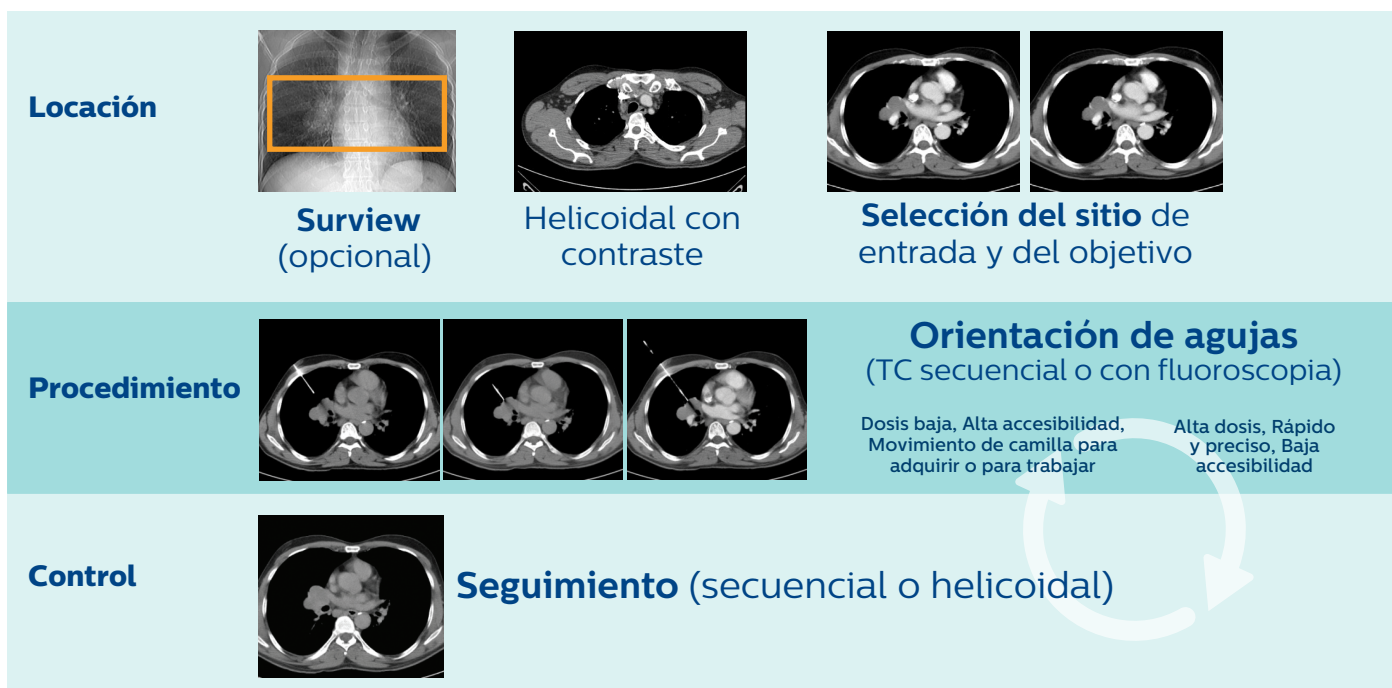 Locación
Surview
(opcional)
Helicoidal con
contraste
Selección del sitio de
entrada y del objetivo
Procedimiento
Orientación de agujas
(TC secuencial o con fluoroscopia)
Dosis baja, Alta accesibilidad,
Movimiento de camilla para
adquirir o para trabajar
Alta dosis, Rápido
y preciso, Baja
accesibilidad
Control
Seguimiento (secuencial o helicoidal)